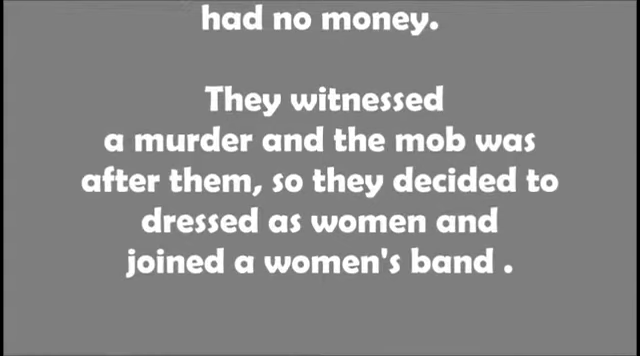 had no money.
They witnessed
a murder and the mob was
after them, so they decided to
dressed as women and
joined a women's band .